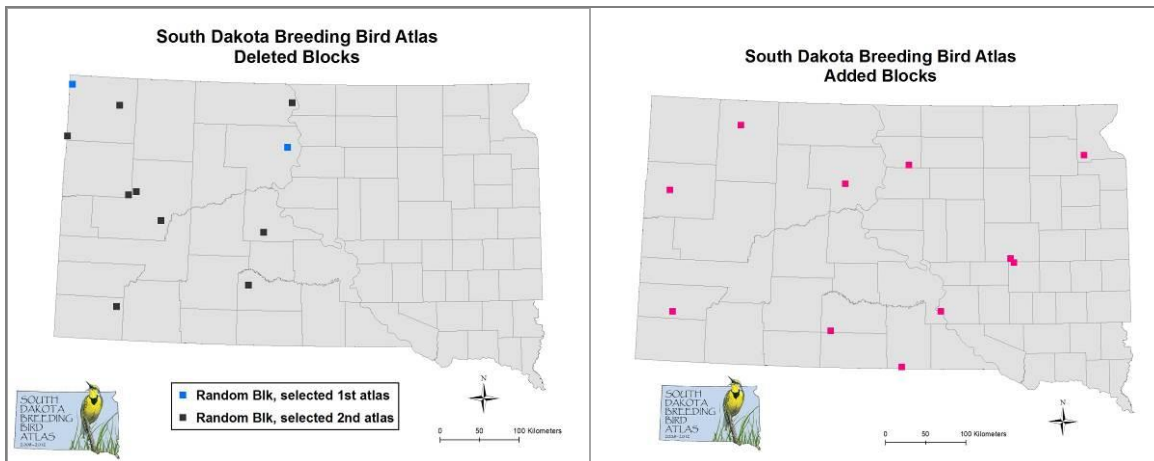 South Dakota Breeding Bird Atlas
Deleted Blocks
Random Blk, selected 1st atlas
Random Blk, selected 2nd atlas
N
0 50 100 Kilometers
SOUTH
DAKOTA
BREEDING
BIRD
ATLAS
South Dakota Breeding Bird Atlas
Added Blocks
N
0 50 100 Kilometers
SOUTH
DAKOTA
BREEDING
BIRD
ATLAS